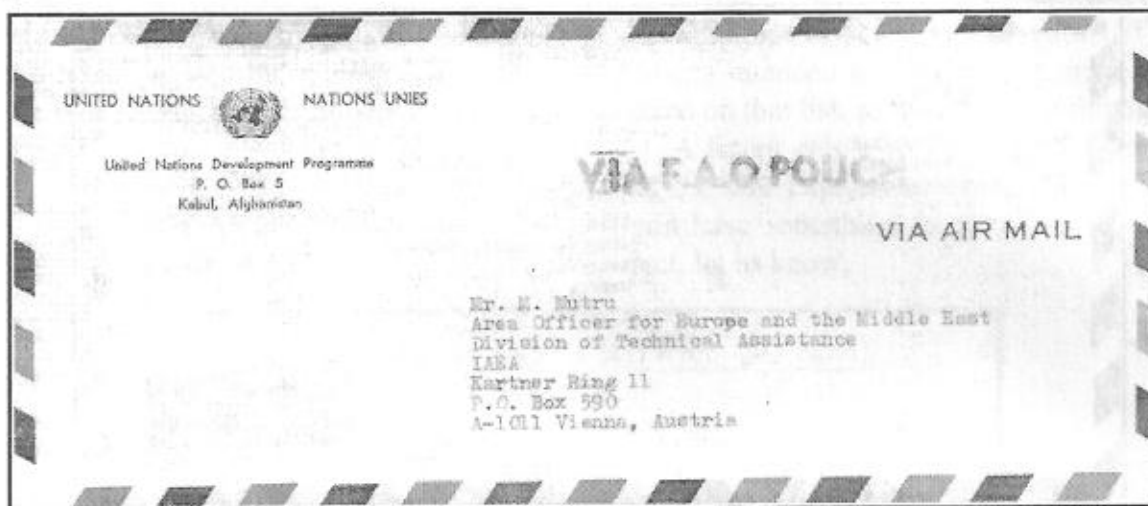 UNITED NATIONS NATIONS UNIES
United Nations Development Programme
P. O. Box 5
Kabul, Afghanistan
VIA F.A.O POUCH
VIA AIR MAIL
Mr. M. Nutru
Area Officer for Europe and the Middle East
Division of Technical Assistance
IAEA
Kartner Ring 11
P.O. Box 590
A-1011 Vienna, Austria